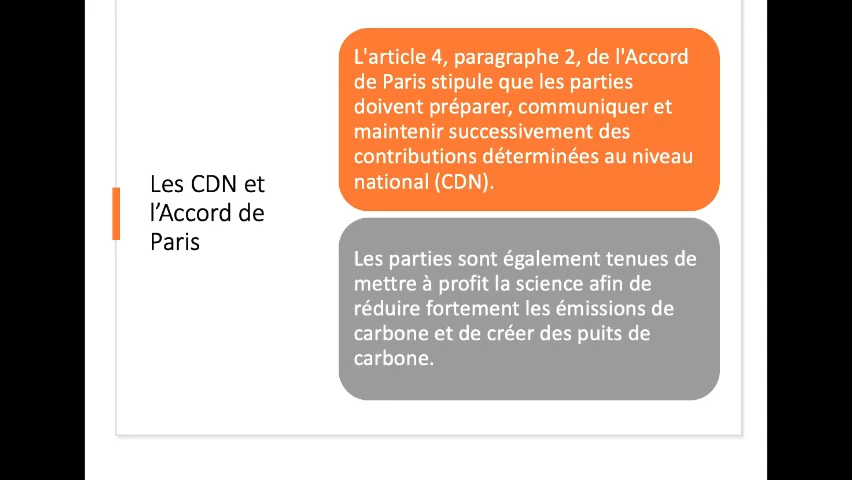 Les CDN et
l’Accord de
Paris
L'article 4, paragraphe 2, de l'Accord
de Paris stipule que les parties
doivent préparer, communiquer et
maintenir successivement des
contributions déterminées au niveau
national (CDN).
Les parties sont également tenues de
mettre à profit la science afin de
réduire fortement les émissions de
carbone et de créer des puits de
carbone.